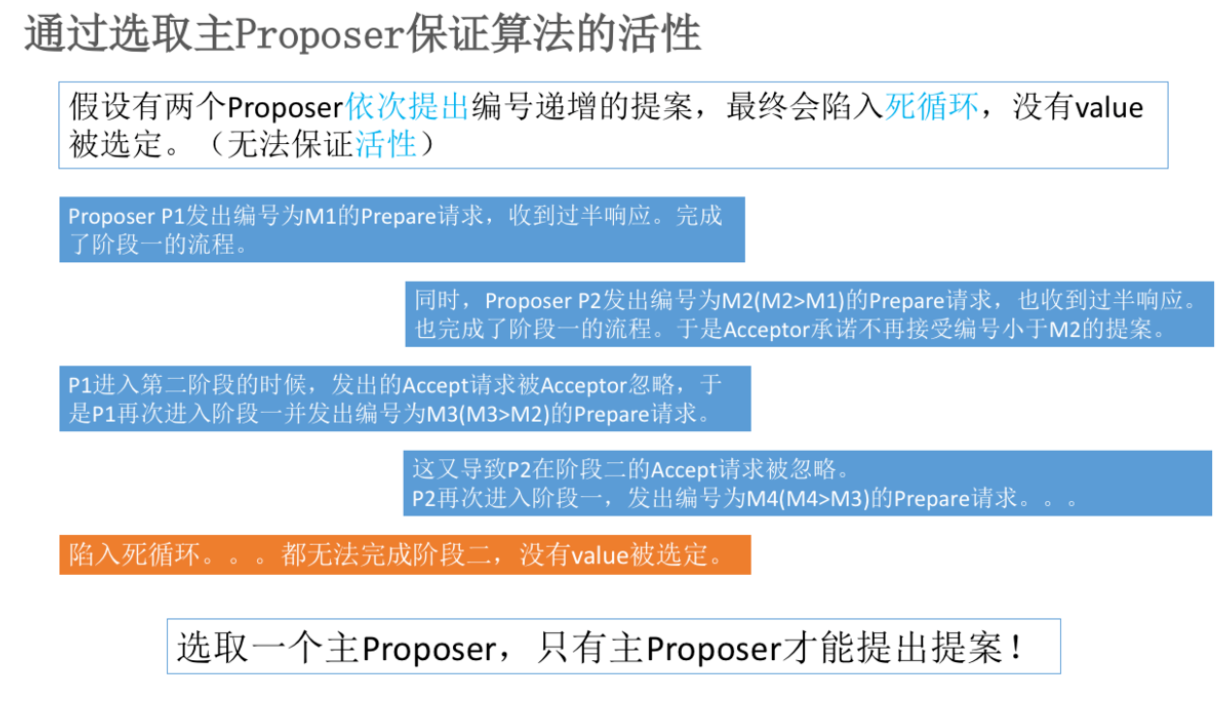 通过选取主Proposer保证算法的活性
假设有两个Proposer依次提出编号递增的提案，最终会陷入死循环，没有value
被选定。（无法保证活性）
Proposer P1发出编号为M1的Prepare请求，收到过半响应。完成
了阶段一的流程。
同时，Proposer P2发出编号为M2(M2>M1)的Prepare请求，也收到过半响应。
也完成了阶段一的流程。于是Acceptor承诺不再接受编号小于M2的提案。
P1进入第二阶段的时候，发出的Accept请求被Acceptor忽略，于
是P1再次进入阶段一并发出编号为M3(M3>M2)的Prepare请求。
这又导致P2在阶段二的Accept请求被忽略。
P2再次进入阶段一，发出编号为M4(M4>M3)的Prepare请求。。。
陷入死循环。。。都无法完成阶段二，没有value被选定。
选取一个主Proposer，只有主Proposer才能提出提案！